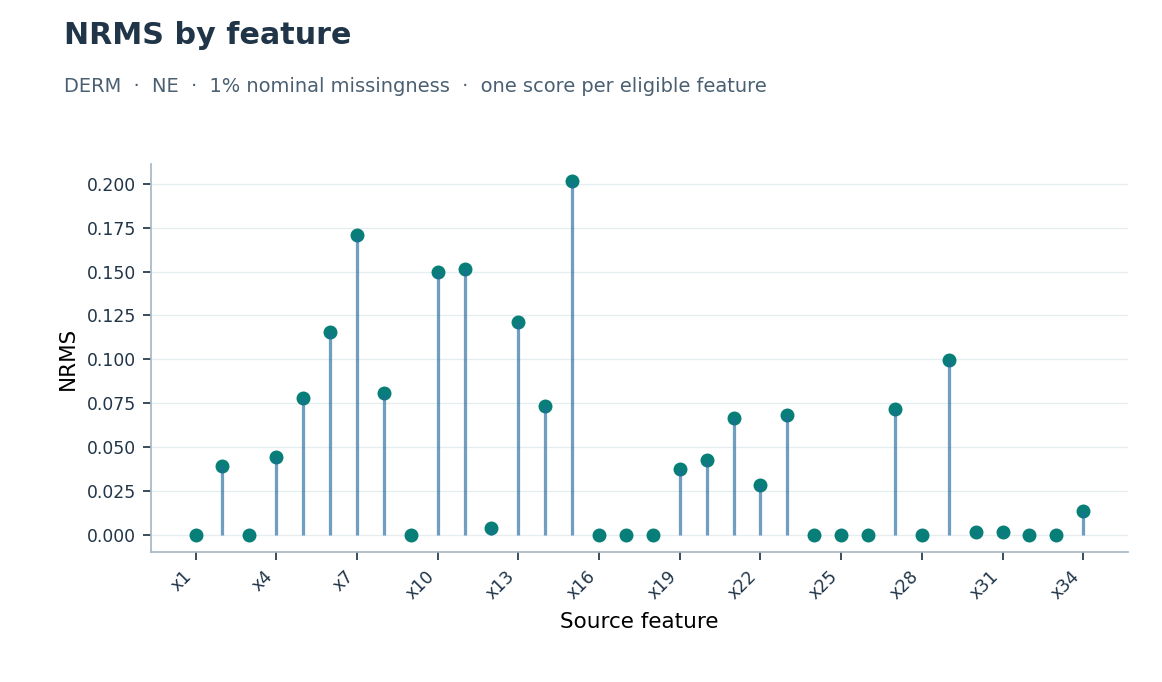 NRMS by feature
DERM · NE · 1% nominal missingness · one score per eligible feature
0.200
0.175
0.150
0.125
0.100
0.075
0.050
0.025
0.000
NRMS
x1 x4 x7 x10 x13 x16 x19 x22 x25 x28 x31 x34
Source feature